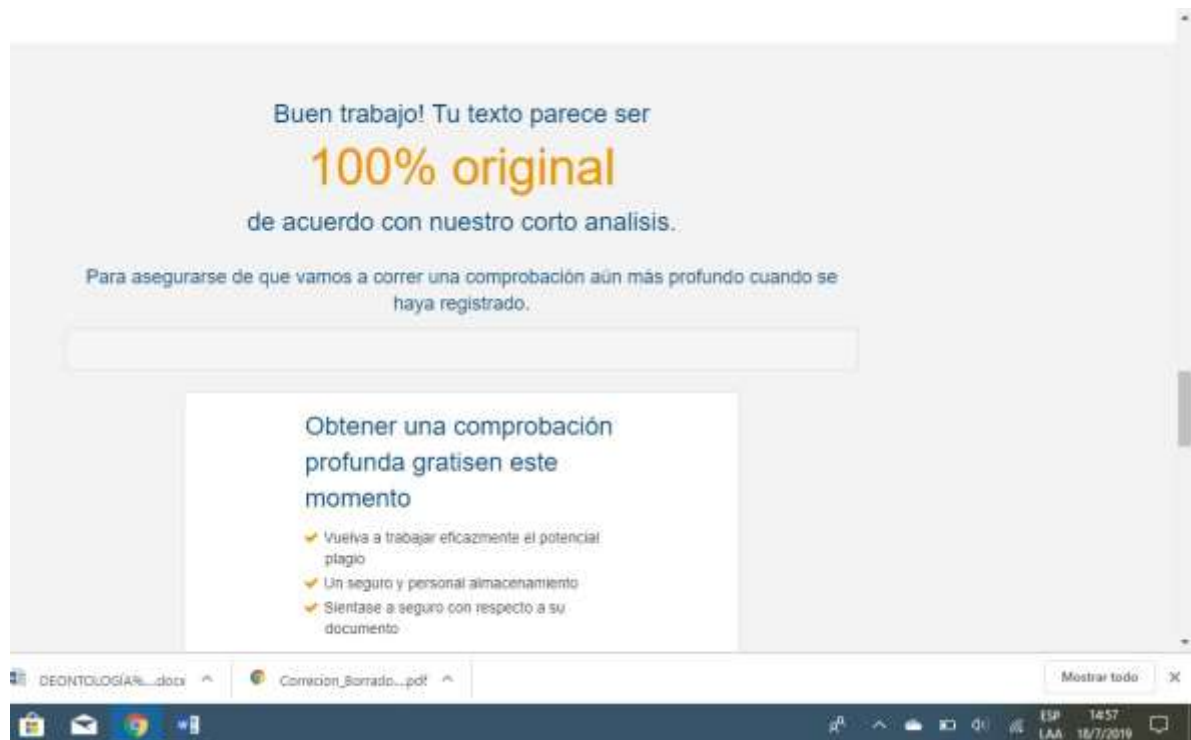 Buen trabajo! Tu texto parece ser
100% original
de acuerdo con nuestro corto analisis.
Para asegurarse de que vamos a correr una comprobación aún más profundo cuando se
haya registrado.
Obtener una comprobación
profunda gratisen este
momento
Vuelva a trabajar eficazmente el potencial
plagio
Un seguro y personal almacenamiento
Sientase a seguro con respecto a su
documento
DEONTOLOGÍA%....docx
Correcion_Borrado....pdf
Mostrar todo
ESP
14:57
LAA
18/7/2019